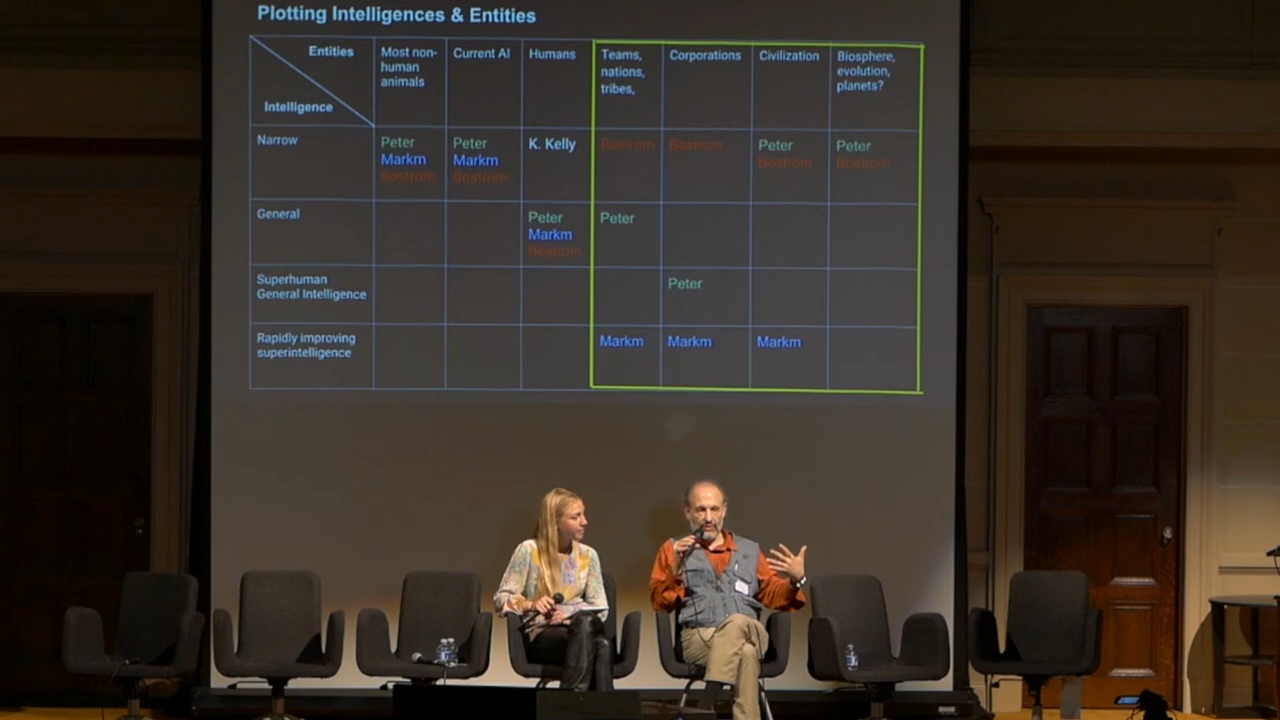 Plotting Intelligences & Entities
Entities
Intelligence
Most non-
human
animals
Current AI
Humans
Teams,
nations,
tribes,
Corporations
Civilization
Biosphere,
evolution,
planets?
Narrow
Peter
Markm
Bostrom
Peter
Markm
Bostrom
K. Kelly
Bostrom
Bostrom
Peter
Bostrom
Peter
Bostrom
General
Peter
Markm
Bostrom
Peter
Superhuman
General Intelligence
Peter
Rapidly improving
superintelligence
Markm
Markm
Markm